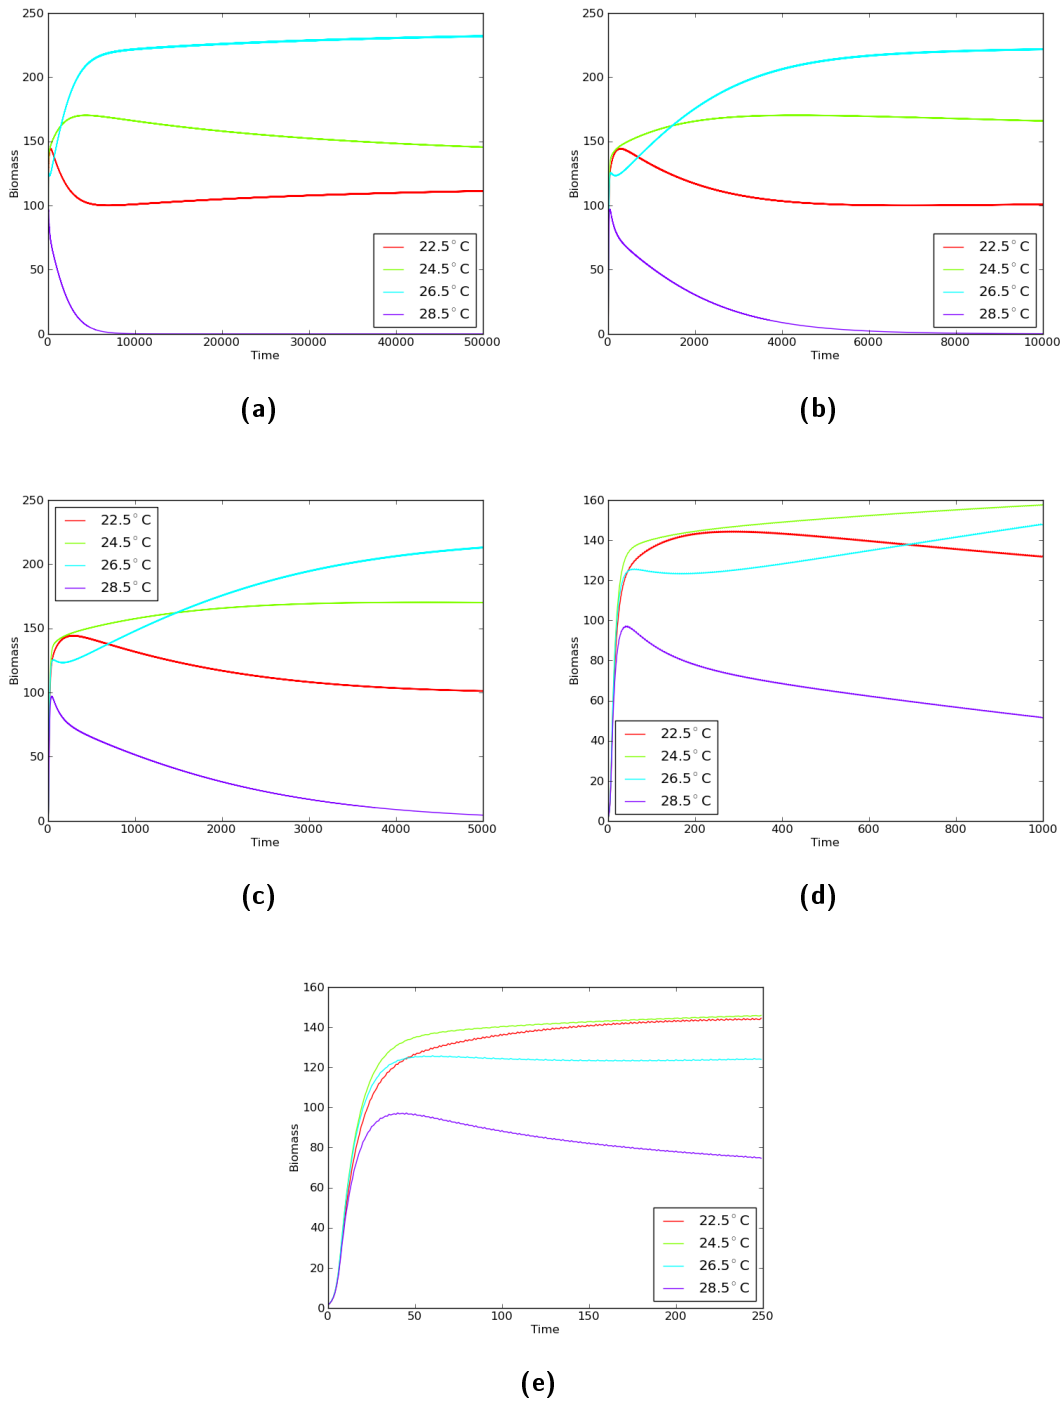 250
200
150
100
50
0
Biomass
22.5°C
24.5°C
26.5°C
28.5°C
0 10000 20000 30000 40000 50000
Time
(a)
250
200
150
100
50
0
Biomass
22.5°C
24.5°C
26.5°C
28.5°C
0 2000 4000 6000 8000 10000
Time
(b)
250
200
150
100
50
0
Biomass
22.5°C
24.5°C
26.5°C
28.5°C
0 1000 2000 3000 4000 5000
Time
(c)
160
140
120
100
80
60
40
20
0
Biomass
22.5°C
24.5°C
26.5°C
28.5°C
0 200 400 600 800 1000
Time
(d)
160
140
120
100
80
60
40
20
0
Biomass
22.5°C
24.5°C
26.5°C
28.5°C
0 50 100 150 200 250
Time
(e)